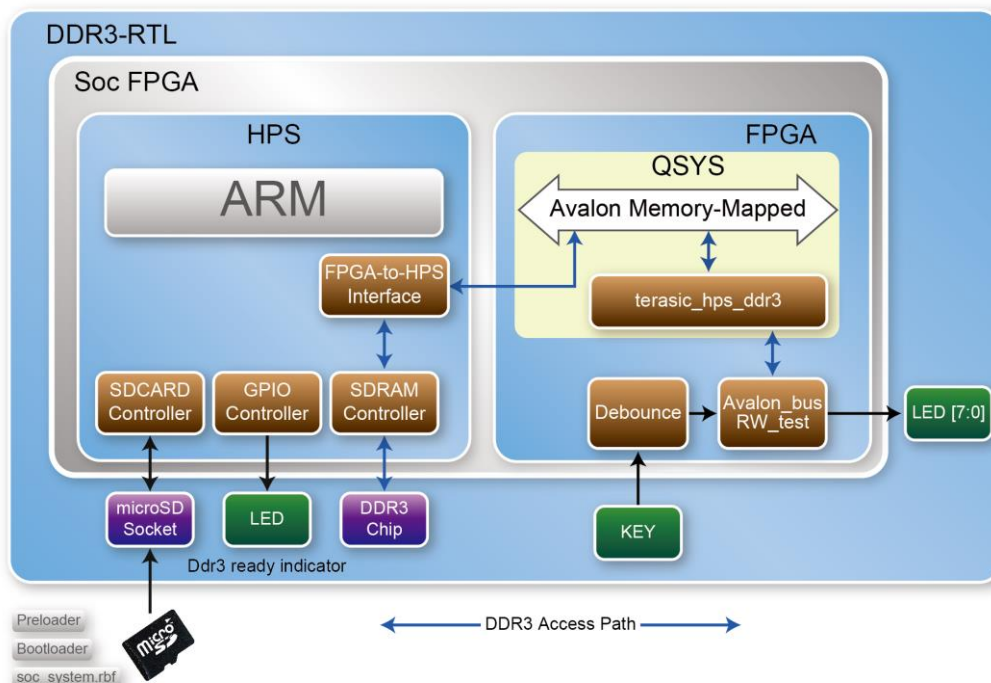 DDR3-RTL
Soc FPGA
HPS
FPGA
ARM
QSYS
Avalon Memory-Mapped
FPGA-to-HPS
Interface
terasic_hps_ddr3
SDCARD
Controller
GPIO
Controller
SDRAM
Controller
Debounce
Avalon_bus
RW_test
LED [7:0]
microSD
Socket
LED
DDR3
Chip
KEY
Ddr3 ready indicator
Preloader
Bootloader
soc_system.rbf
micro SD
DDR3 Access Path